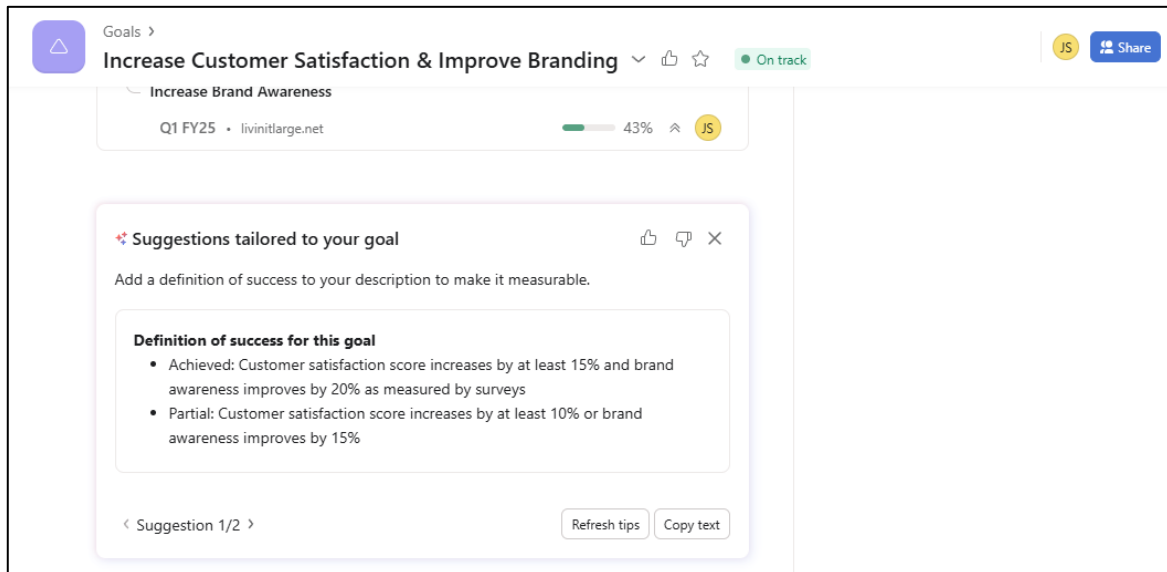 Goals >
Increase Customer Satisfaction & Improve Branding
On track
JS
Share
Increase Brand Awareness
Q1 FY25 • livinitlarge.net
43%
JS
Suggestions tailored to your goal
Add a definition of success to your description to make it measurable.
Definition of success for this goal
• Achieved: Customer satisfaction score increases by at least 15% and brand
awareness improves by 20% as measured by surveys
• Partial: Customer satisfaction score increases by at least 10% or brand
awareness improves by 15%
< Suggestion 1/2 >
Refresh tips
Copy text